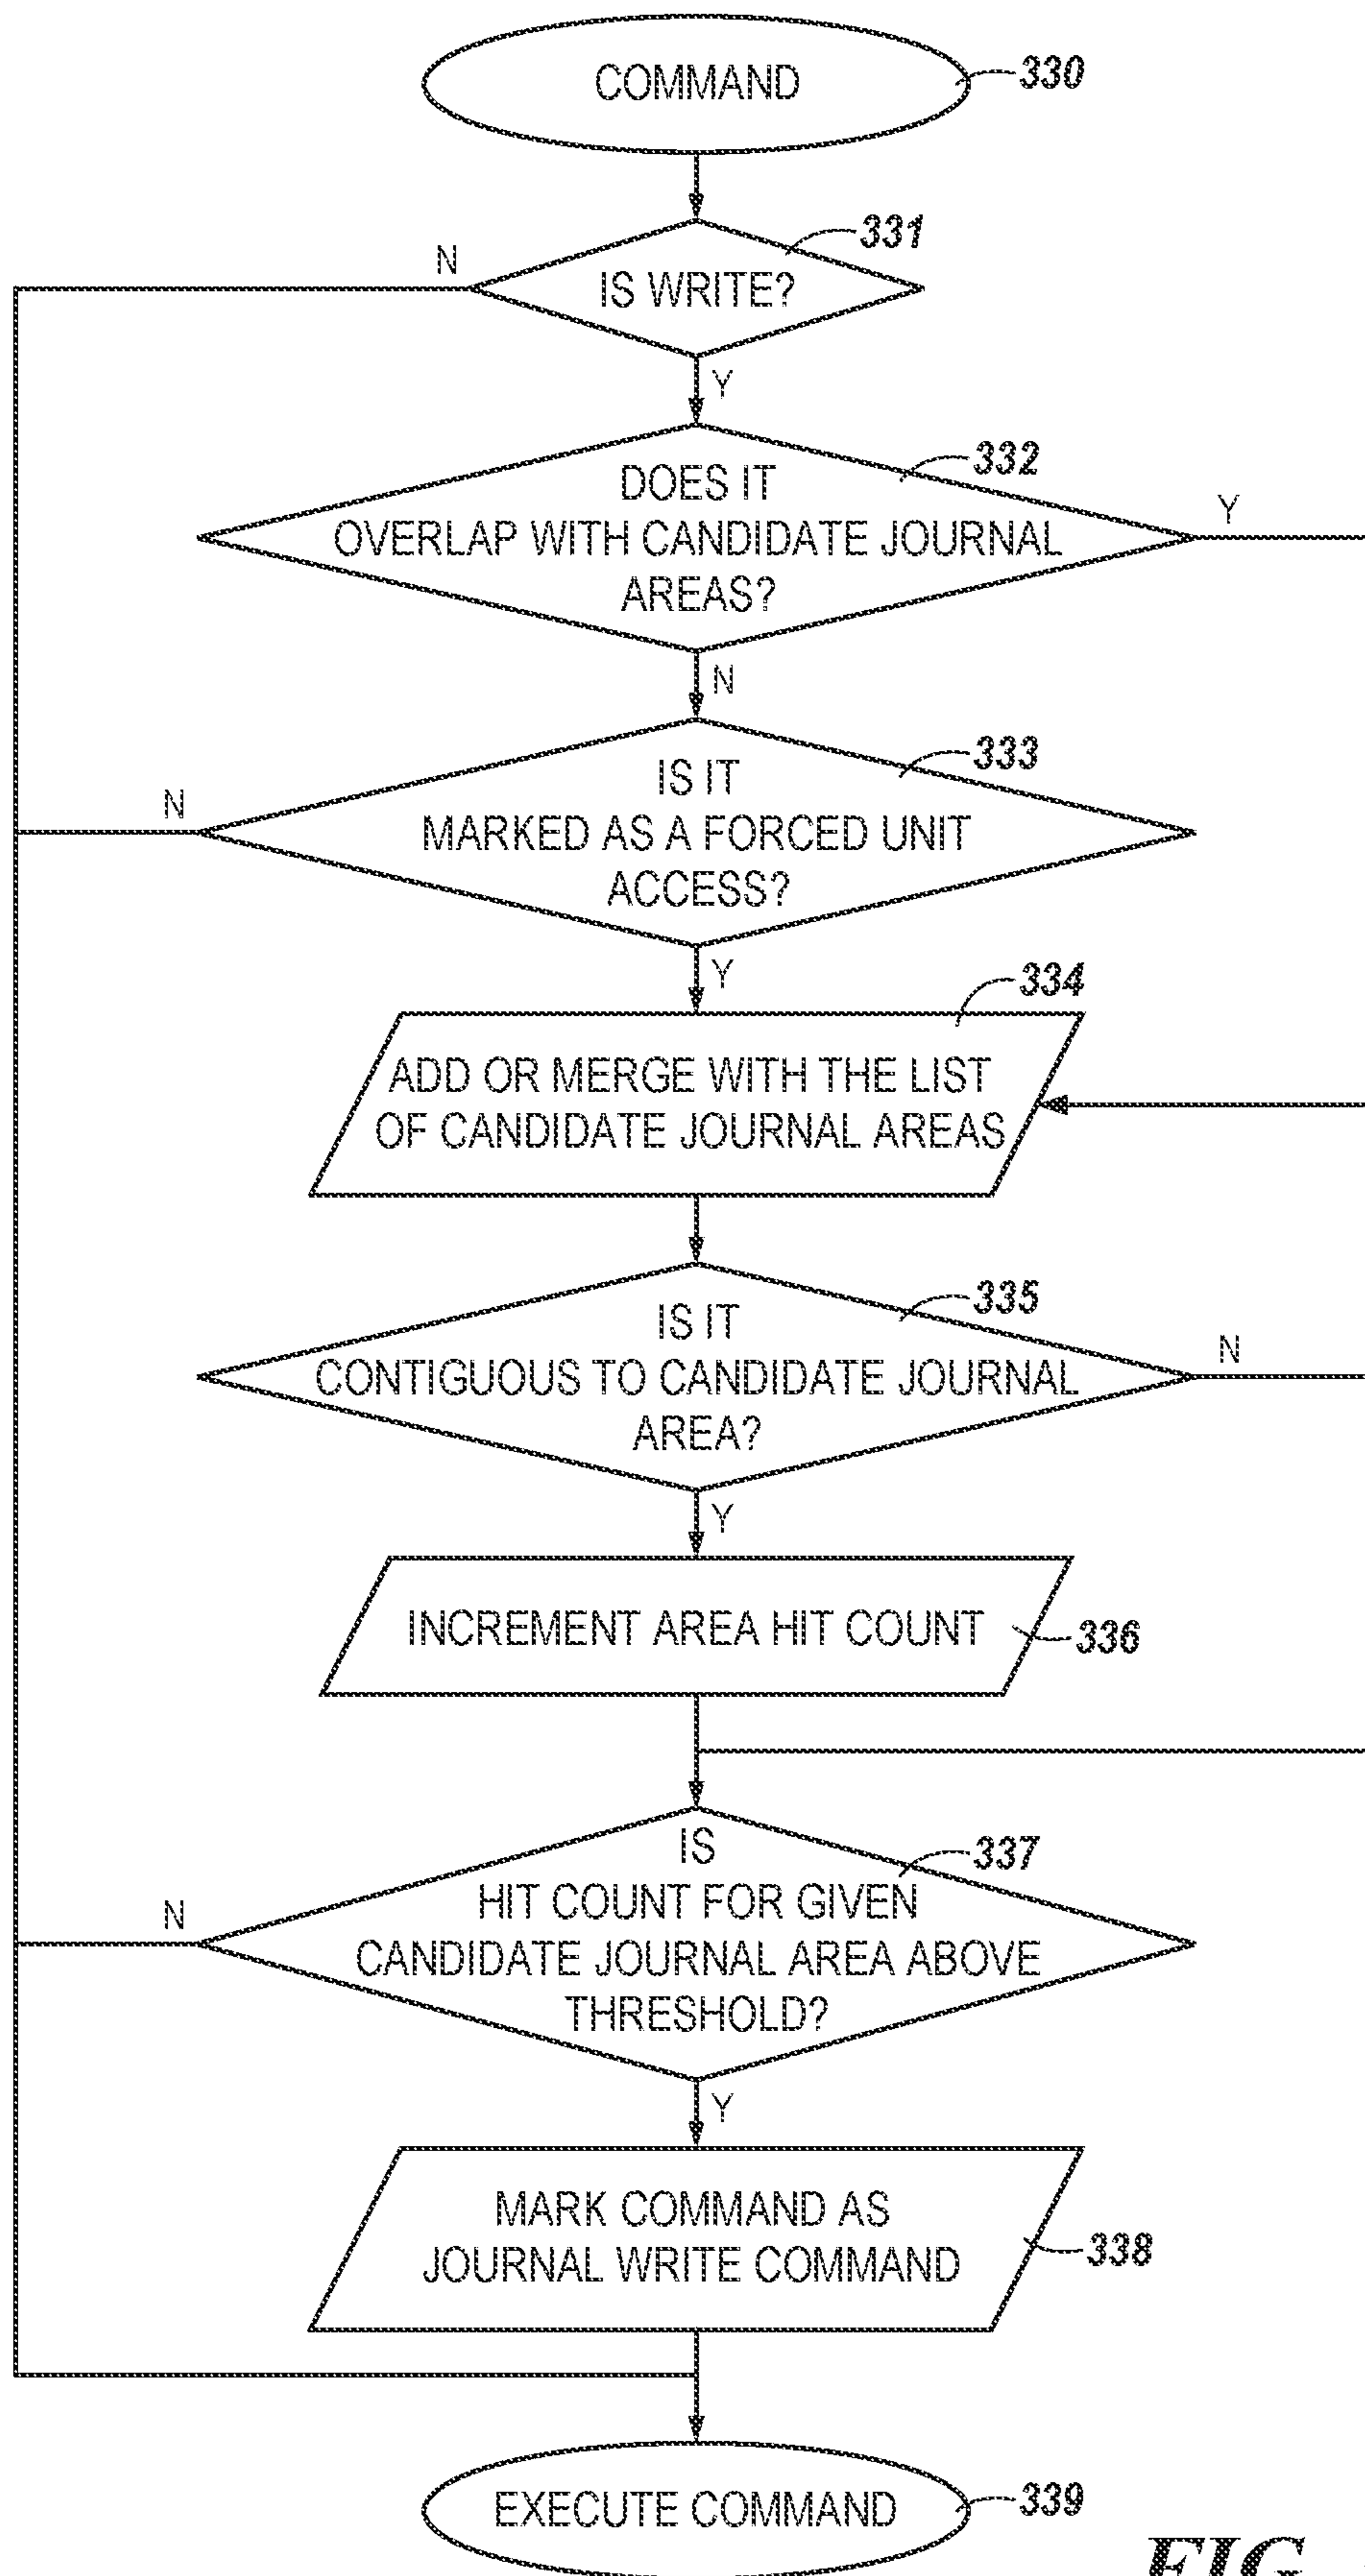 COMMAND
330
331
N
IS WRITE?
Y
332
DOES IT
Y
OVERLAP WITH CANDIDATE JOURNAL
AREAS?
N
333
IS IT
N
MARKED AS A FORCED UNIT
ACCESS?
Y
334
ADD OR MERGE WITH THE LIST
OF CANDIDATE JOURNAL AREAS
335
IS IT
N
CONTIGUOUS TO CANDIDATE JOURNAL
AREA?
Y
INCREMENT AREA HIT COUNT
336
IS
337
HIT COUNT FOR GIVEN
N
CANDIDATE JOURNAL AREA ABOVE
THRESHOLD?
Y
MARK COMMAND AS
JOURNAL WRITE COMMAND
338
EXECUTE COMMAND
339
FIG